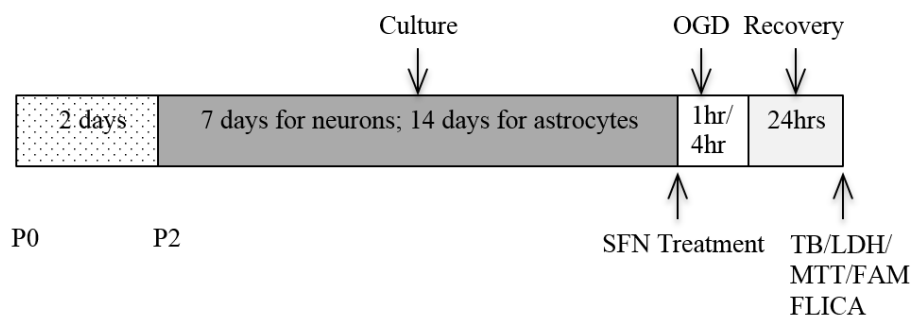 Culture
OGD
Recovery
2 days
7 days for neurons; 14 days for astrocytes
1hr/
4hr
24hrs
P0
P2
SFN Treatment
TB/LDH/
MTT/FAM
FLICA